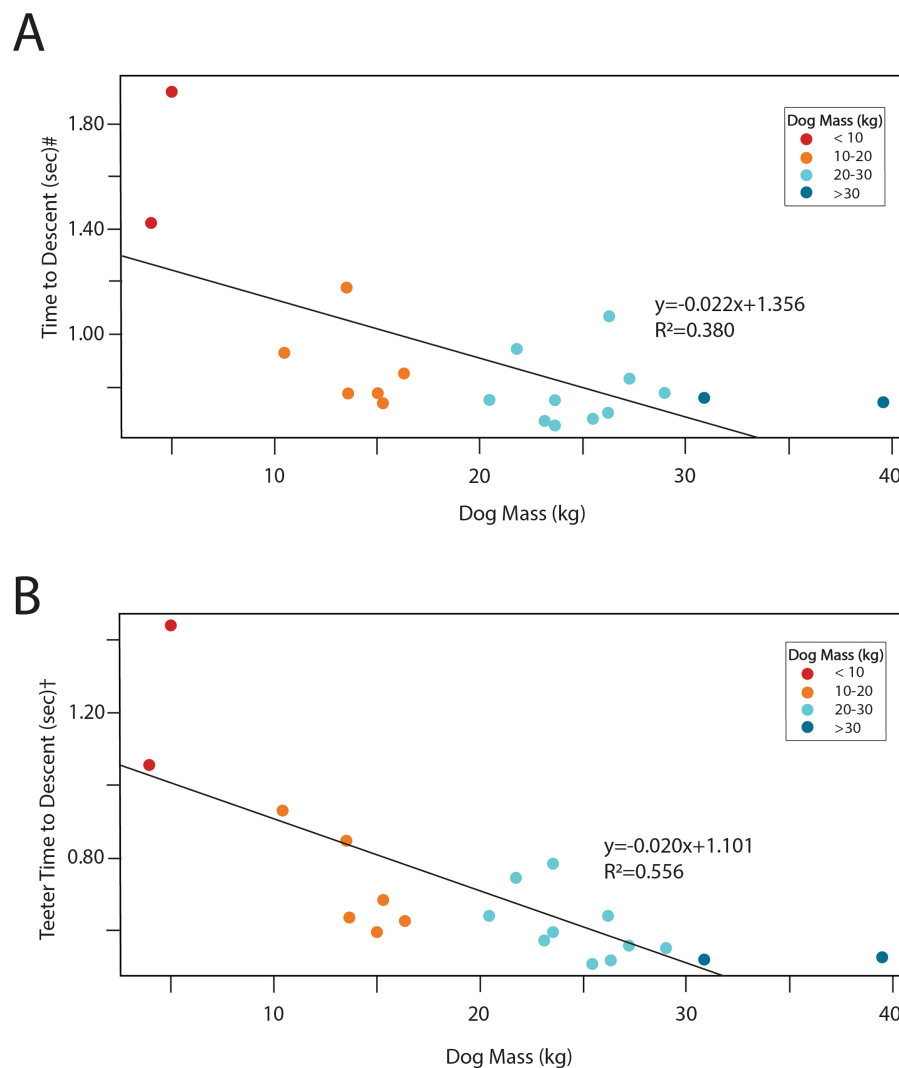 A
Time to Descent (sec)#
1.80
1.40
1.00
Dog Mass (kg)
< 10
10-20
20-30
>30
y=-0.022x+1.356
R²=0.380
10 20 30 40
Dog Mass (kg)
B
Teeter Time to Descent (sec)†
1.20
0.80
Dog Mass (kg)
< 10
10-20
20-30
>30
y=-0.020x+1.101
R²=0.556
10 20 30 40
Dog Mass (kg)